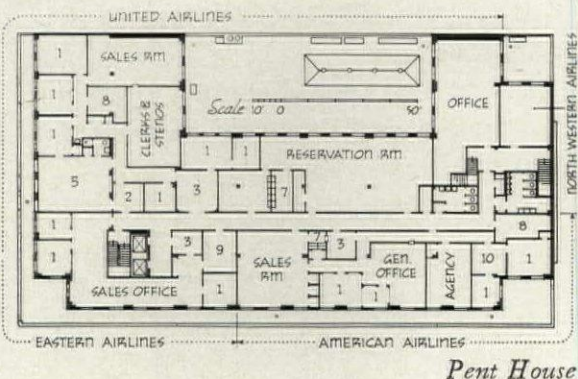 UNITED AIRLINES
1
SALES RM
1
8
CLERKS & STENOS
Scale 10 0 50'
OFFICE
NORTH WESTERN AIRLINES
1
1
1
RESERVATION RM
5
2
1
3
7
1
3
9
SALES RM
7
3
GEN. OFFICE
AGENCY
10
8
1
1
SALES OFFICE
1
1
1
1
EASTERN AIRLINES
AMERICAN AIRLINES
Pent House